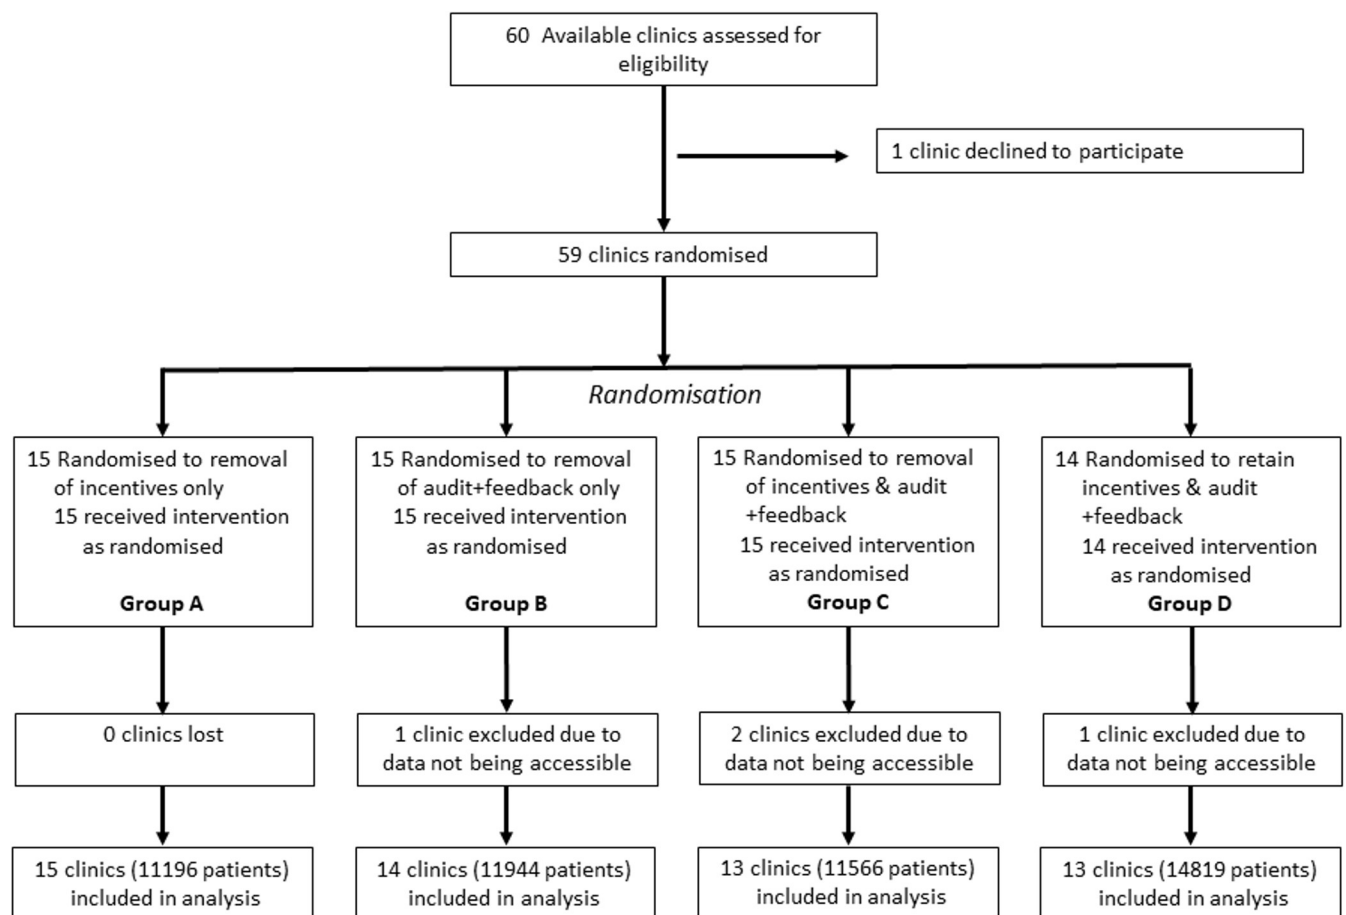 60 Available clinics assessed for
eligibility
1 clinic declined to participate
59 clinics randomised
Randomisation
15 Randomised to removal
of incentives only
15 received intervention
as randomised
Group A
15 Randomised to removal
of audit+feedback only
15 received intervention
as randomised
Group B
15 Randomised to removal
of incentives & audit
+feedback
15 received intervention
as randomised
Group C
14 Randomised to retain
incentives & audit
+feedback
14 received intervention
as randomised
Group D
0 clinics lost
1 clinic excluded due to
data not being accessible
2 clinics excluded due to
data not being accessible
1 clinic excluded due to
data not being accessible
15 clinics (11196 patients)
included in analysis
14 clinics (11944 patients)
included in analysis
13 clinics (11566 patients)
included in analysis
13 clinics (14819 patients)
included in analysis